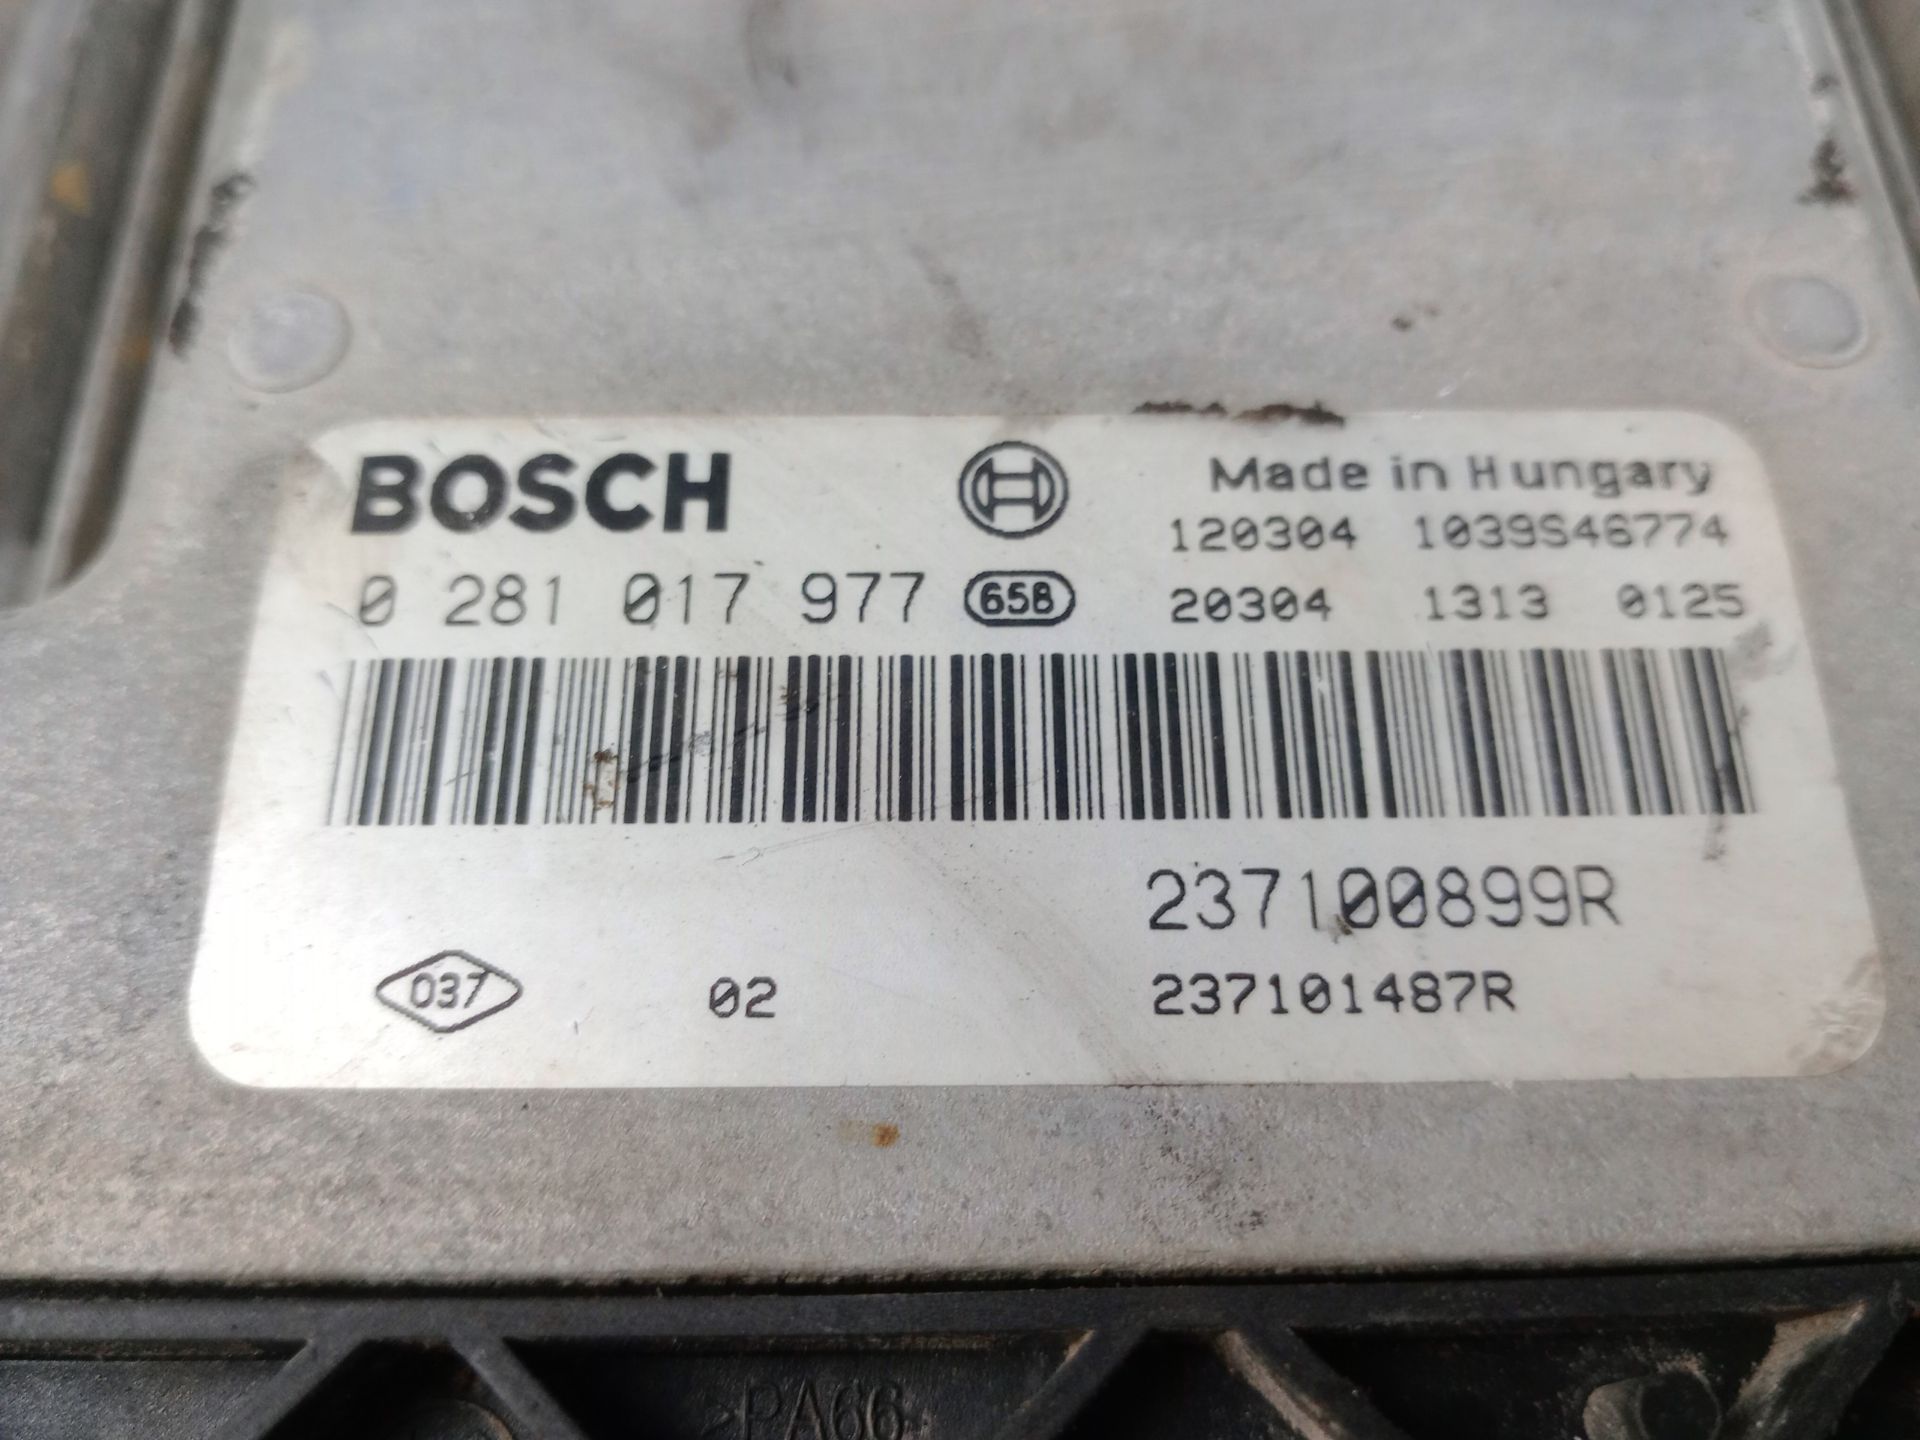 BOSCH
Made in Hungary
120304 1039S46774
0 281 017 977 658 20304 1313 0125
237100899R
037 02 237101487R
>PA66